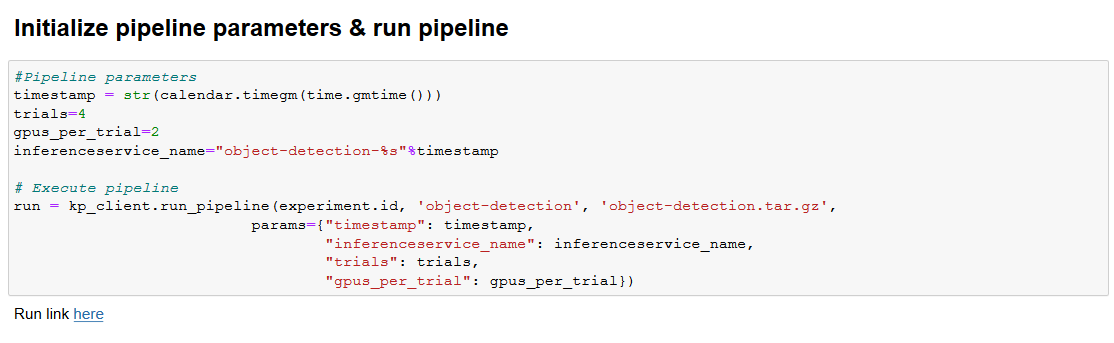 Initialize pipeline parameters & run pipeline
#Pipeline parameters
timestamp = str(calendar.timegm(time.gmtime()))
trials=4
gpus_per_trial=2
inferenceservice_name="object-detection-%s"%timestamp
# Execute pipeline
run = kp_client.run_pipeline(experiment.id, 'object-detection', 'object-detection.tar.gz',
params={"timestamp": timestamp,
"inferenceservice_name": inferenceservice_name,
"trials": trials,
"gpus_per_trial": gpus_per_trial})
Run link here